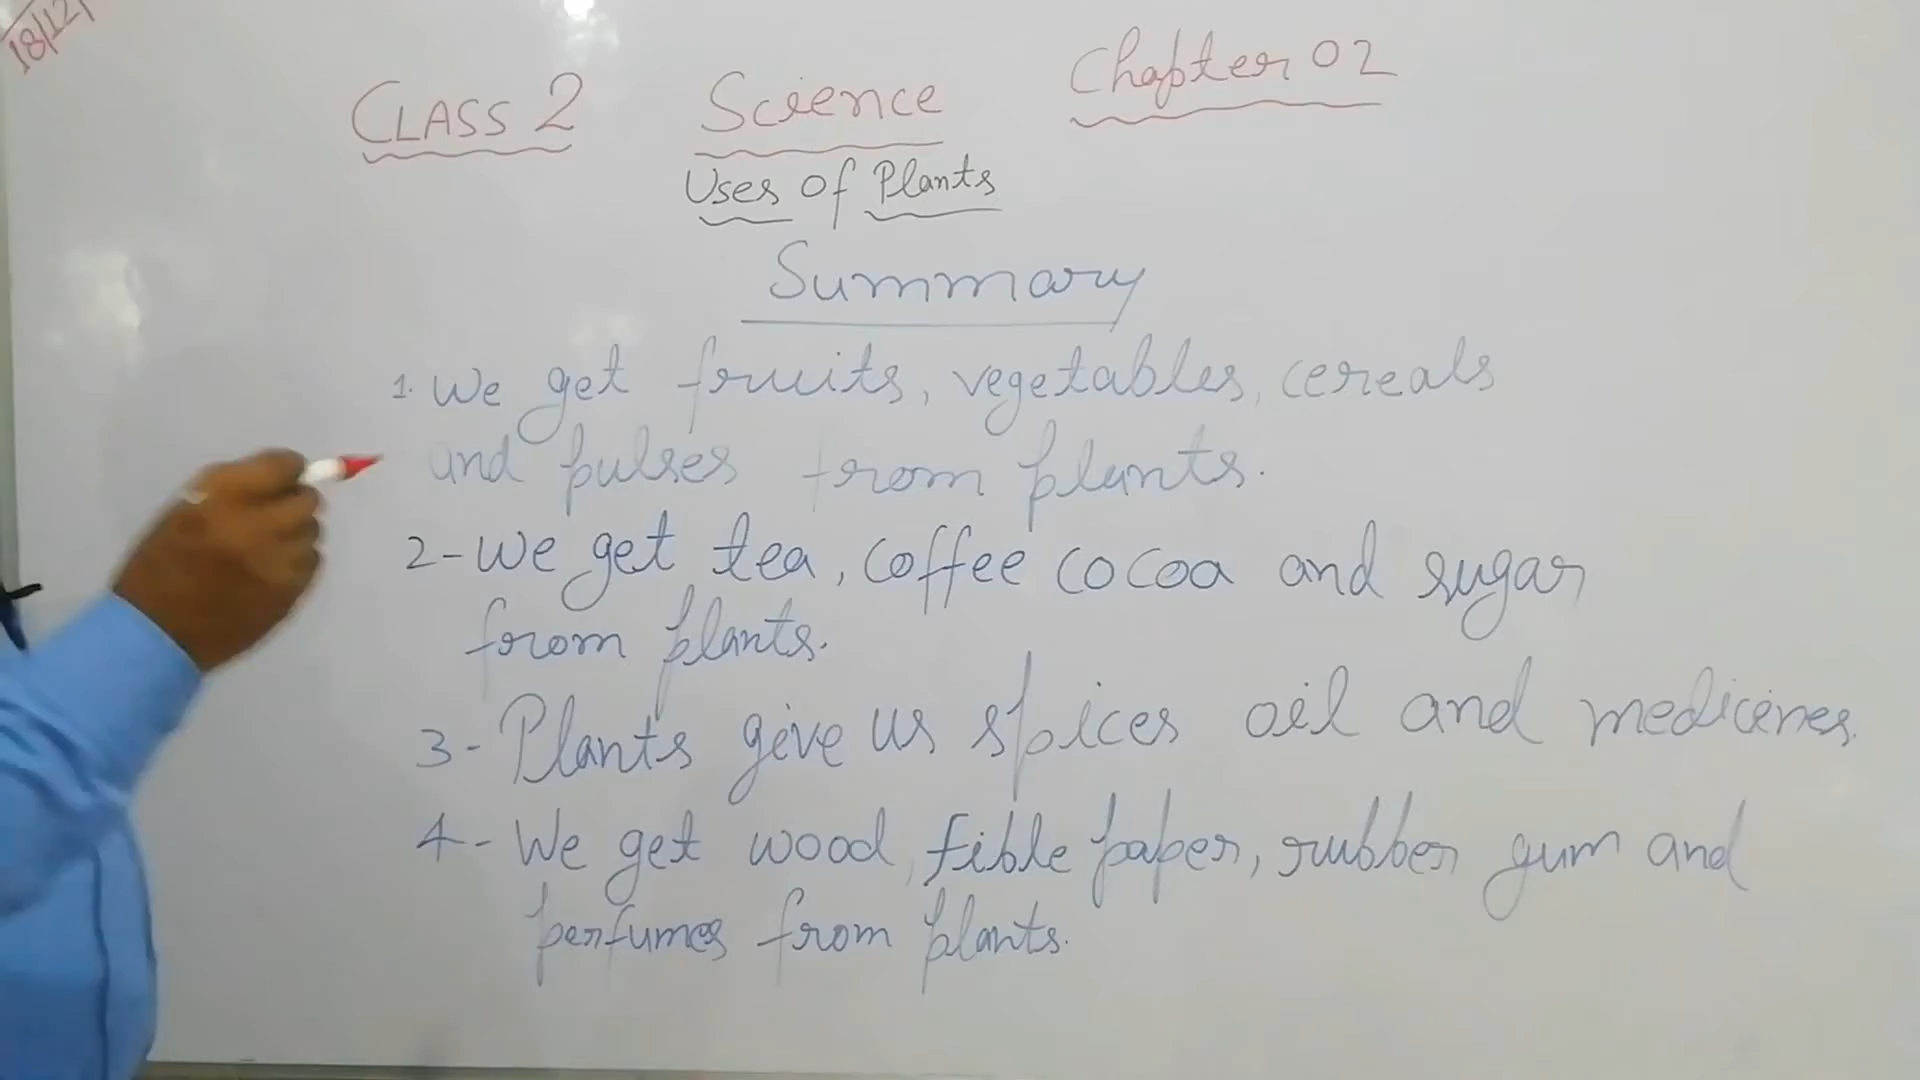 18/12/
CLASS 2 Science Chapter 02
Uses of Plants
Summary
1. We get fruits, vegetables, cereals
and pulses from plants.
2- We get tea, coffee cocoa and sugar
from plants.
3- Plants give us spices oil and medicines.
4- We get wood, fible paper, rubber gum and
perfumes from plants.